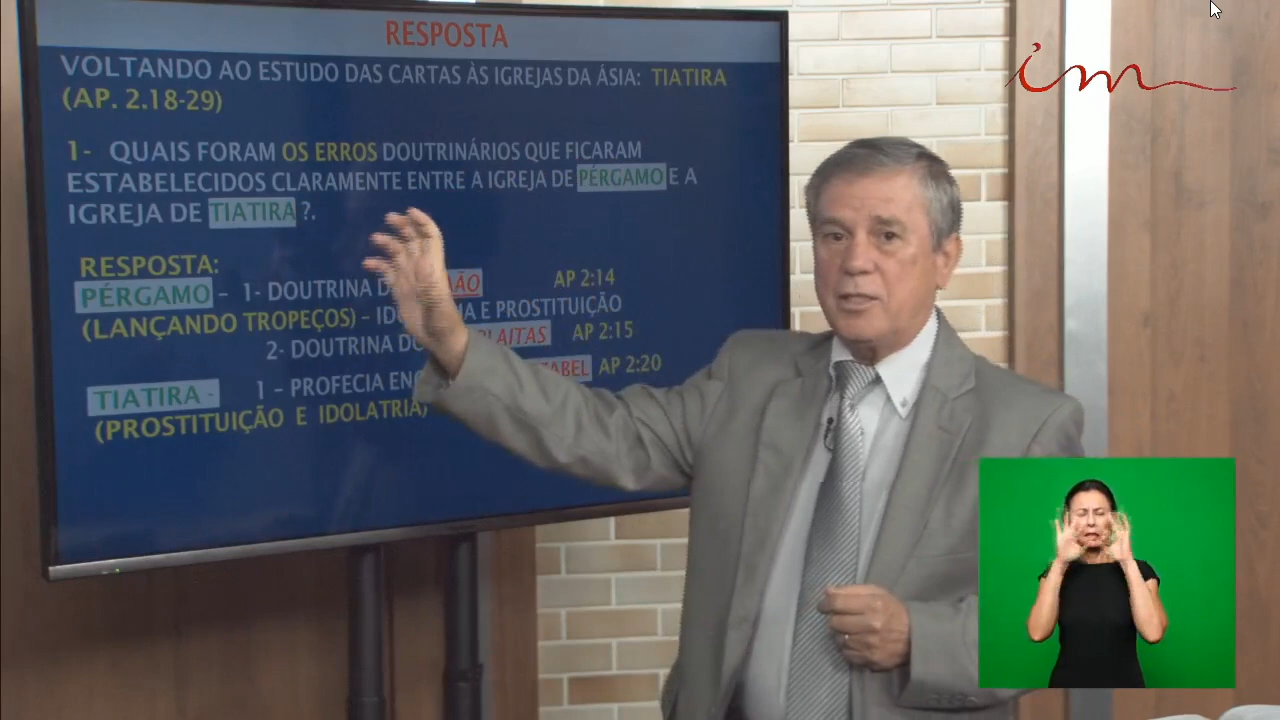 RESPOSTA
VOLTANDO AO ESTUDO DAS CARTAS ÀS IGREJAS DA ÁSIA: TIATIRA
(AP. 2.18-29)
1- QUAIS FORAM OS ERROS DOUTRINÁRIOS QUE FICARAM
ESTABELECIDOS CLARAMENTE ENTRE A IGREJA DE PÉRGAMO E A
IGREJA DE TIATIRA ?.
RESPOSTA:
PÉRGAMO – 1- DOUTRINA AP 2:14
(LANÇANDO TROPEÇOS) – E PROSTITUIÇÃO
2- DOUTRINA AP 2:15
TIATIRA - 1 – PROFECIA AP 2:20
(PROSTITUIÇÃO E IDOLATRIA)
im